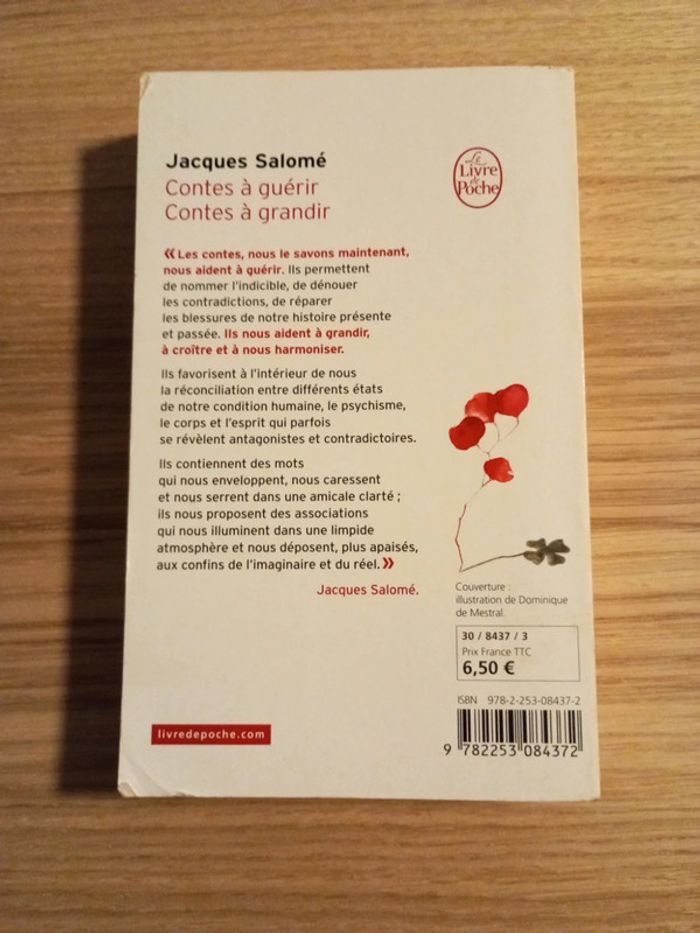 Jacques Salomé
Contes à guérir
Contes à grandir
Le
Livre
de
Poche
« Les contes, nous le savons maintenant,
nous aident à guérir. Ils permettent
de nommer l'indicible, de dénouer
les contradictions, de réparer
les blessures de notre histoire présente
et passée. Ils nous aident à grandir,
à croître et à nous harmoniser.
Ils favorisent à l'intérieur de nous
la réconciliation entre différents états
de notre condition humaine, le psychisme,
le corps et l'esprit qui parfois
se révèlent antagonistes et contradictoires.
Ils contiennent des mots
qui nous enveloppent, nous caressent
et nous serrent dans une amicale clarté ;
ils nous proposent des associations
qui nous illuminent dans une limpide
atmosphère et nous déposent, plus apaisés,
aux confins de l'imaginaire et du réel. »
Jacques Salomé.
Couverture :
illustration de Dominique
de Mestral.
30 / 8437 / 3
Prix France TTC
6,50 €
ISBN 978-2-253-08437-2
9 782253 084372
livredepoche.com